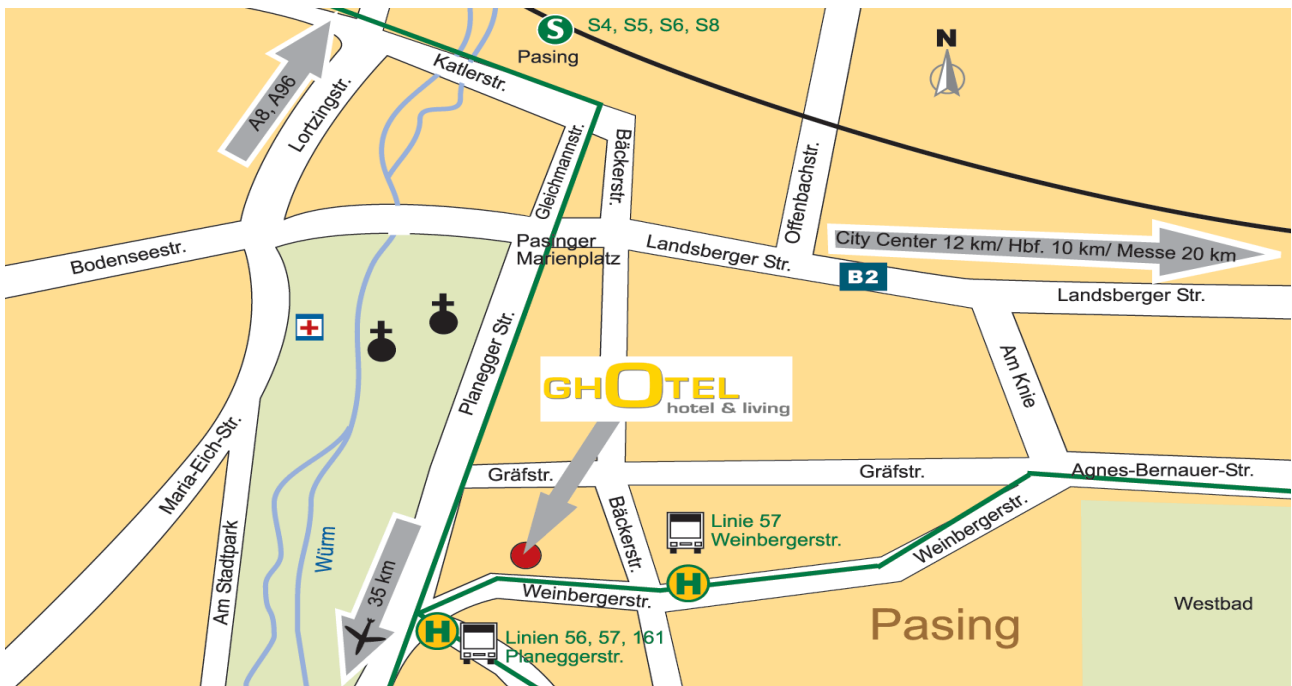 S
S4, S5, S6, S8
Pasing
N
Katlerstr.
A8, A96
Lortzingstr.
Gleichmannstr.
Bäckerstr.
Offenbachstr.
Bodenseestr.
Pasinger
Marienplatz
Landsberger Str.
City Center 12 km/ Hbf. 10 km/ Messe 20 km
B2
Landsberger Str.
Planegger Str.
Am Knie
GHOTEL
hotel & living
Maria-Eich-Str.
Gräfstr.
Gräfstr.
Agnes-Bernauer-Str.
Am Stadtpark
Würm
35 km
Bäckerstr.
Linie 57
Weinbergerstr.
H
Weinbergerstr.
Weinbergerstr.
Westbad
Pasing
H
Linien 56, 57, 161
Planeggerstr.